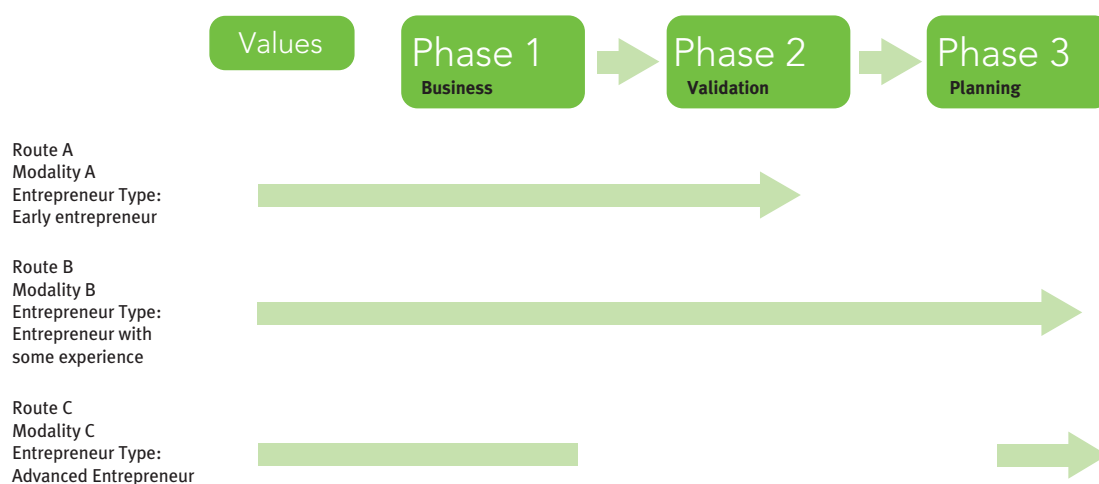 Values
Phase 1
Business
Phase 2
Validation
Phase 3
Planning
Route A
Modality A
Entrepreneur Type:
Early entrepreneur
Route B
Modality B
Entrepreneur Type:
Entrepreneur with
some experience
Route C
Modality C
Entrepreneur Type:
Advanced Entrepreneur